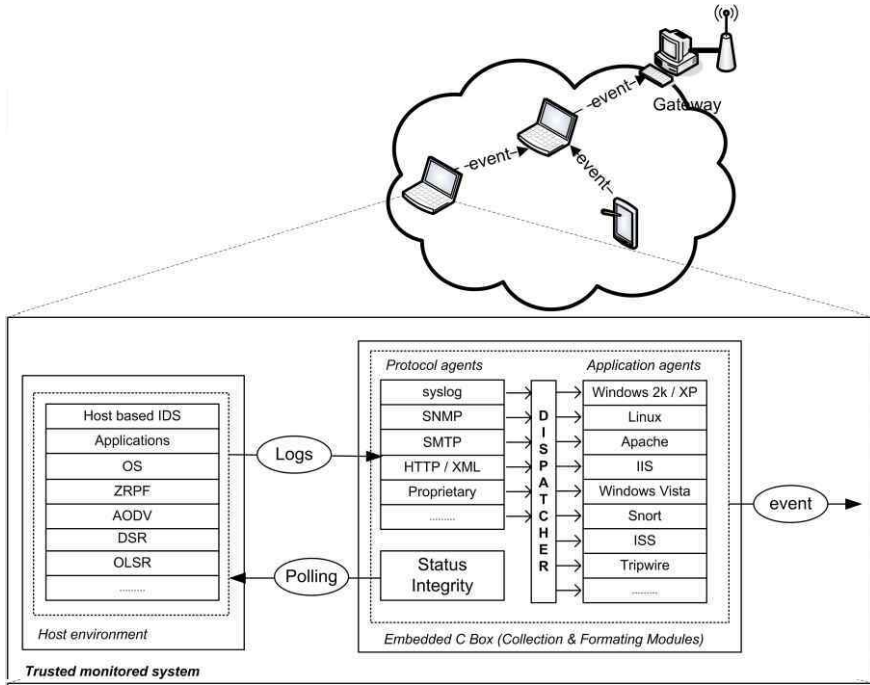 event
Gateway
event
event
Protocol agents
Application agents
Host based IDS
Applications
OS
ZRPF
AODV
DSR
OLSR
.........
Host environment
Logs
Polling
syslog
SNMP
SMTP
HTTP / XML
Proprietary
.........
Status
Integrity
DISPATCHER
Windows 2k / XP
Linux
Apache
IIS
Windows Vista
Snort
ISS
Tripwire
.........
event
Embedded C Box (Collection & Formating Modules)
Trusted monitored system